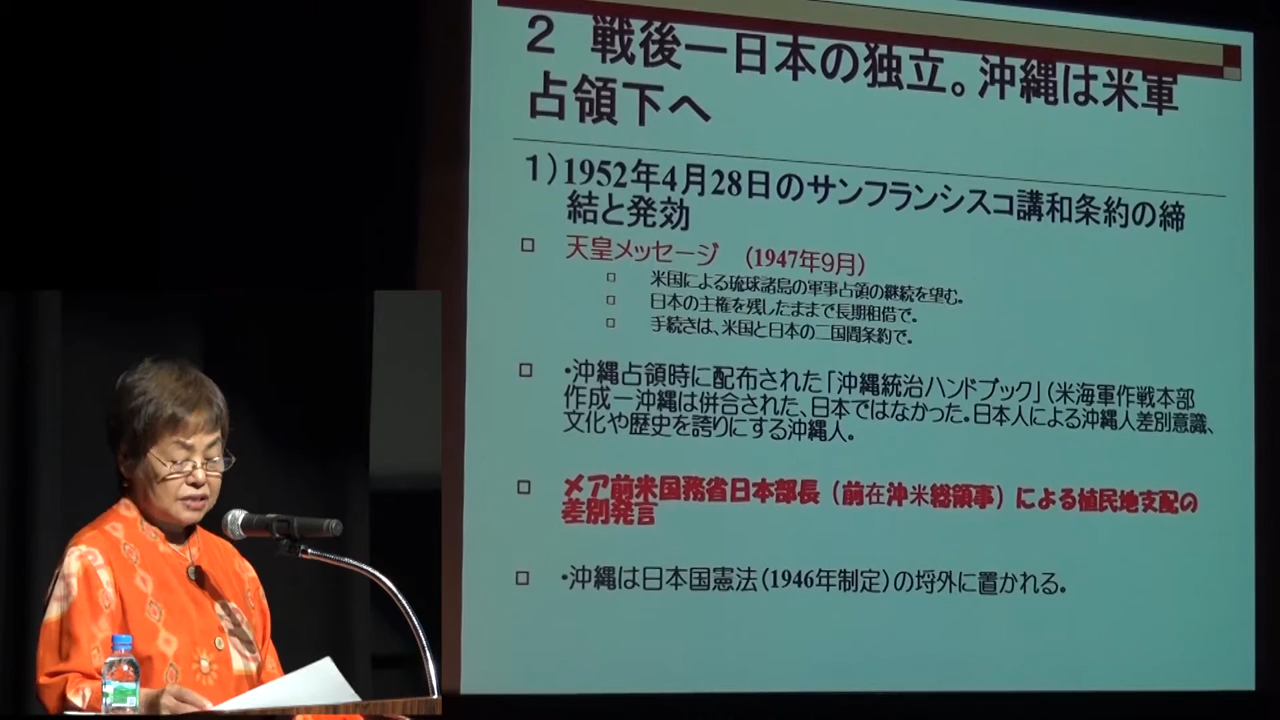 ２　戦後ー日本の独立。沖縄は米軍
占領下へ
１）1952年4月28日のサンフランシスコ講和条約の締
結と発効
天皇メッセージ　（1947年9月）
米国による琉球諸島の軍事占領の継続を望む。
日本の主権を残したままで長期租借で。
手続きは、米国と日本の二国間条約で。
・沖縄占領時に配布された「沖縄統治ハンドブック」（米海軍作戦本部
作成ー沖縄は併合された、日本ではなかった。日本人による沖縄人差別意識、
文化や歴史を誇りにする沖縄人。
メア前米国務省日本部長（前在沖米総領事）による植民地支配の
差別発言
・沖縄は日本国憲法（1946年制定）の埒外に置かれる。